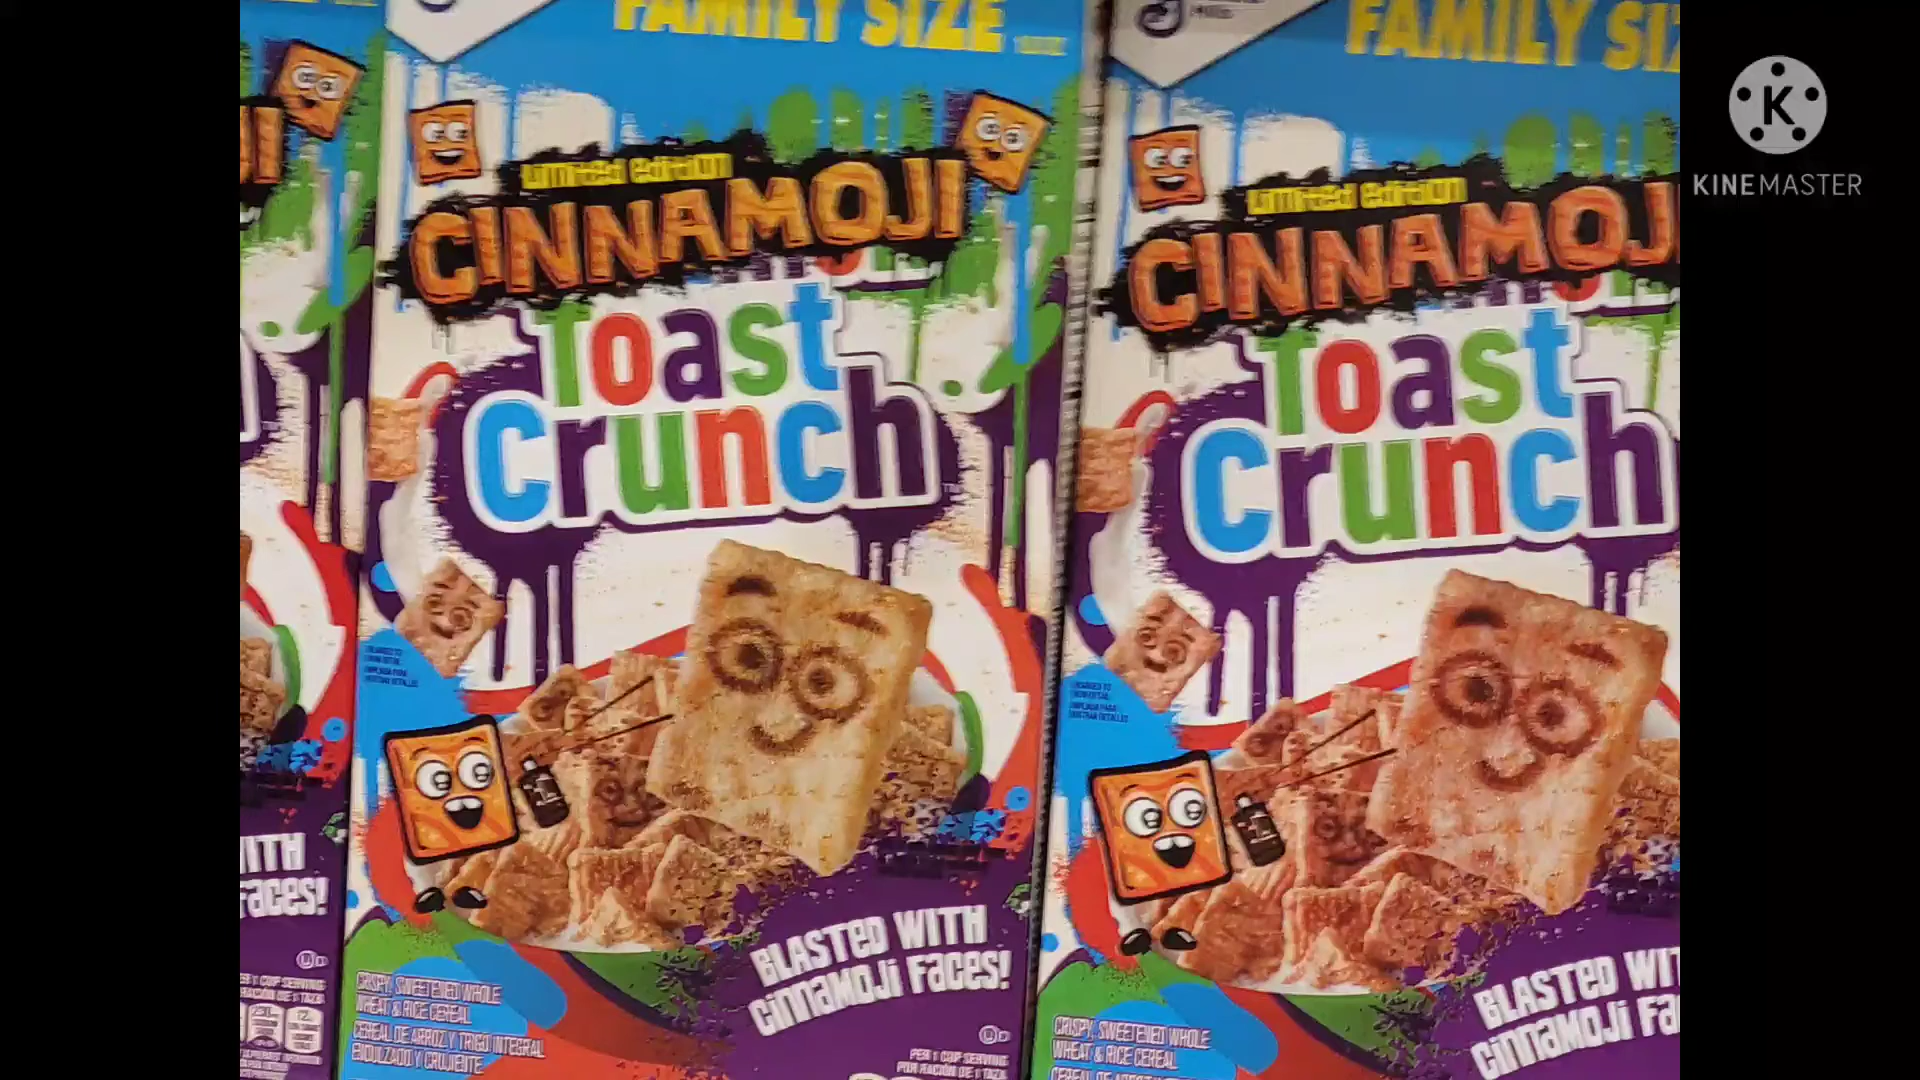 FAMILY SIZE
Limited Edition
CINNAMOJI
Toast
Crunch
BLASTED WITH
CinnaMoji Faces!
CRISPY, SWEETENED WHOLE
WHEAT & RICE CEREAL
CEREAL DE ARROZ Y TRIGO INTEGRAL
ENDULZADO Y CRUJIENTE
PER 1 CUP SERVING
POR RACIÓN DE 1 TAZA
FAMILY SIZ
Limited Edition
CINNAMOJI
Toast
Crunch
BLASTED WIT
CinnaMoji Fa
CRISPY, SWEETENED WHOLE
WHEAT & RICE CEREAL
JI
ITH
Faces!
K
KINEMASTER